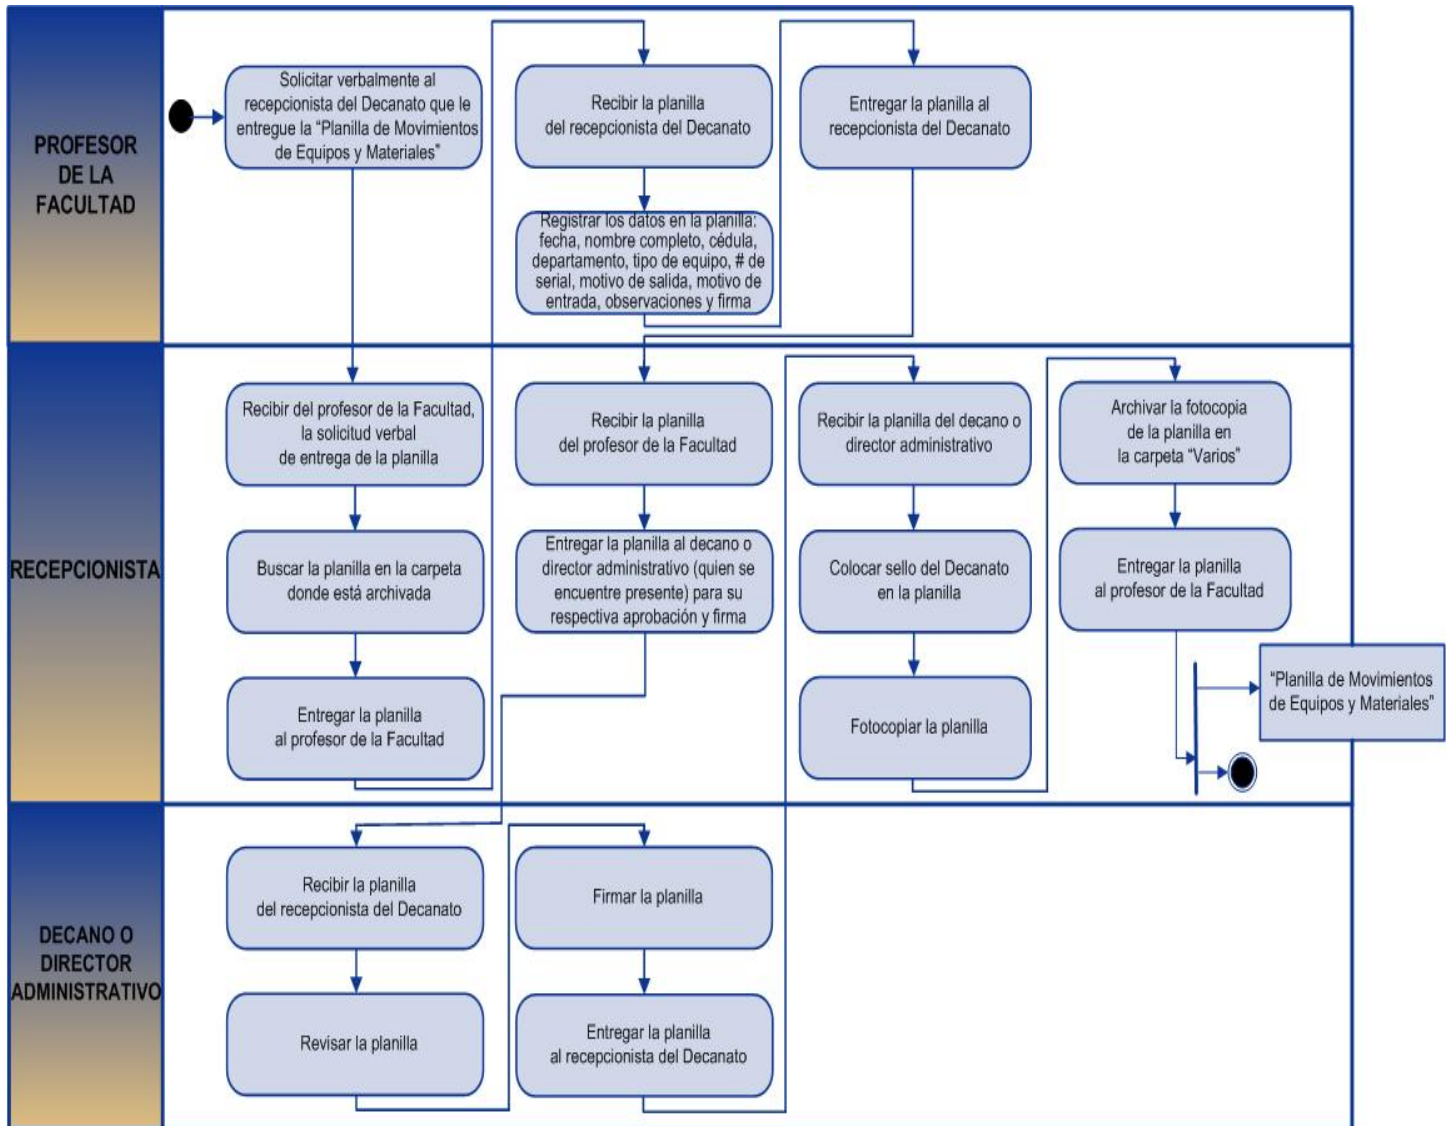 PROFESOR
DE LA
FACULTAD
Solicitar verbalmente al
recepcionista del Decanato que le
entregue la “Planilla de Movimientos
de Equipos y Materiales”
Recibir la planilla
del recepcionista del Decanato
Registrar los datos en la planilla:
fecha, nombre completo, cédula,
departamento, tipo de equipo, # de
serial, motivo de salida, motivo de
entrada, observaciones y firma
Entregar la planilla al
recepcionista del Decanato
RECEPCIONISTA
Recibir del profesor de la Facultad,
la solicitud verbal
de entrega de la planilla
Buscar la planilla en la carpeta
donde está archivada
Entregar la planilla
al profesor de la Facultad
Recibir la planilla
del profesor de la Facultad
Entregar la planilla al decano o
director administrativo (quien se
encuentre presente) para su
respectiva aprobación y firma
Recibir la planilla del decano o
director administrativo
Colocar sello del Decanato
en la planilla
Fotocopiar la planilla
Archivar la fotocopia
de la planilla en
la carpeta “Varios”
Entregar la planilla
al profesor de la Facultad
“Planilla de Movimientos
de Equipos y Materiales”
DECANO O
DIRECTOR
ADMINISTRATIVO
Recibir la planilla
del recepcionista del Decanato
Revisar la planilla
Firmar la planilla
Entregar la planilla
al recepcionista del Decanato